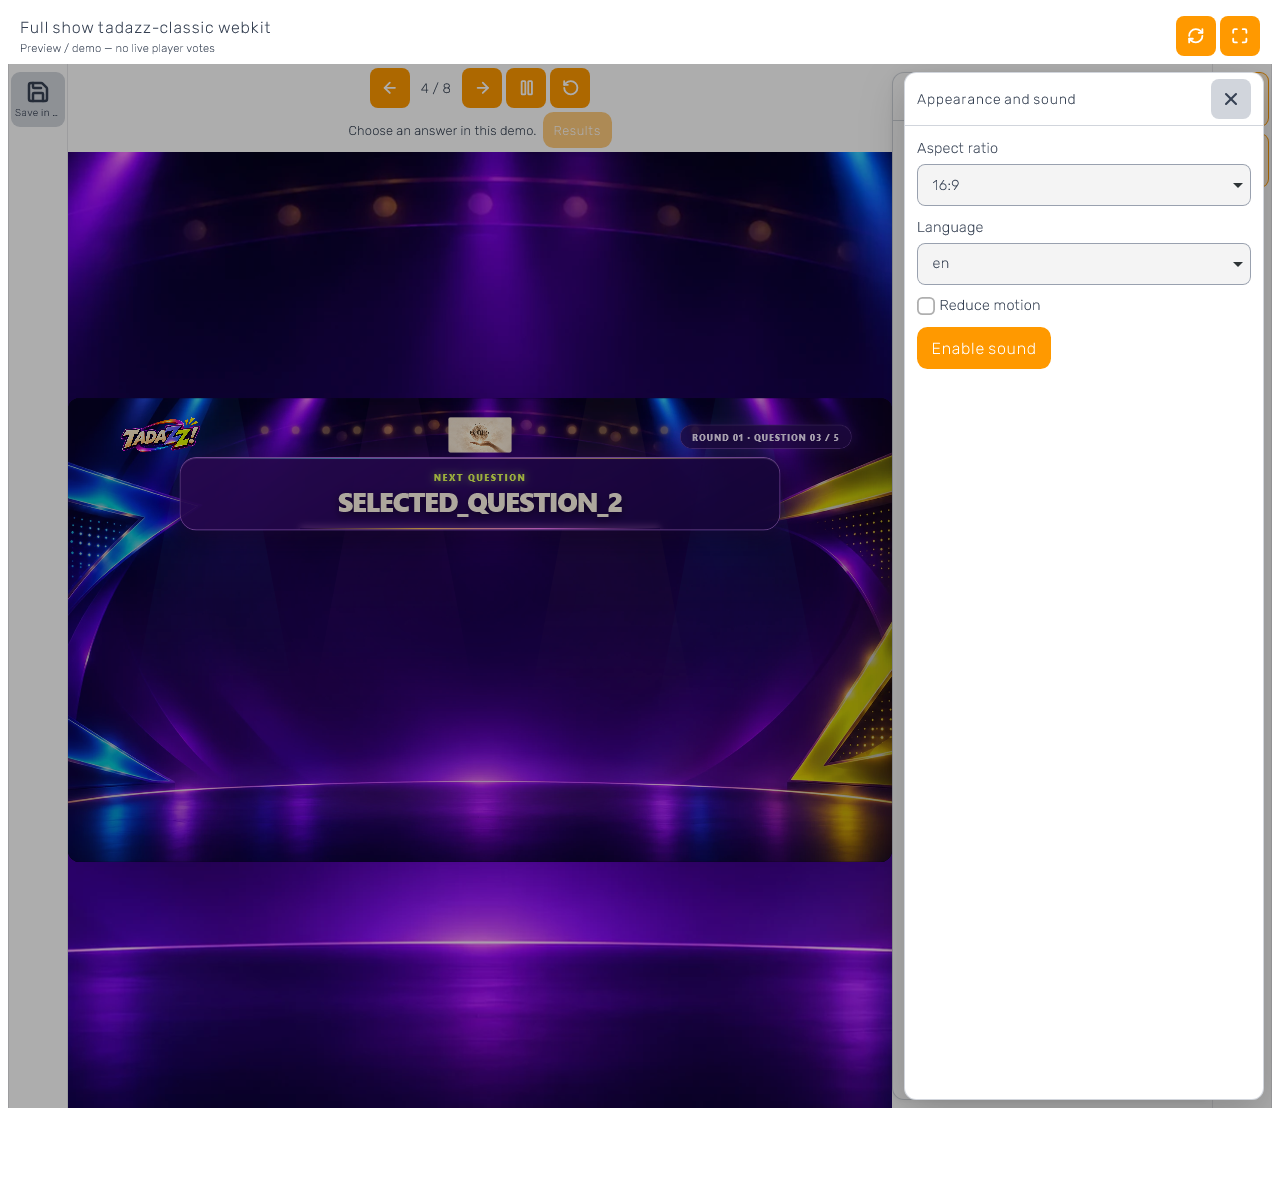 Full show tadazz-classic webkit
Preview / demo — no live player votes
Save in ...
4 / 8
Choose an answer in this demo.
Results
TADAZZ!
ROUND 01 · QUESTION 03 / 5
NEXT QUESTION
SELECTED_QUESTION_2
Appearance and sound
Aspect ratio
16:9
Language
en
Reduce motion
Enable sound